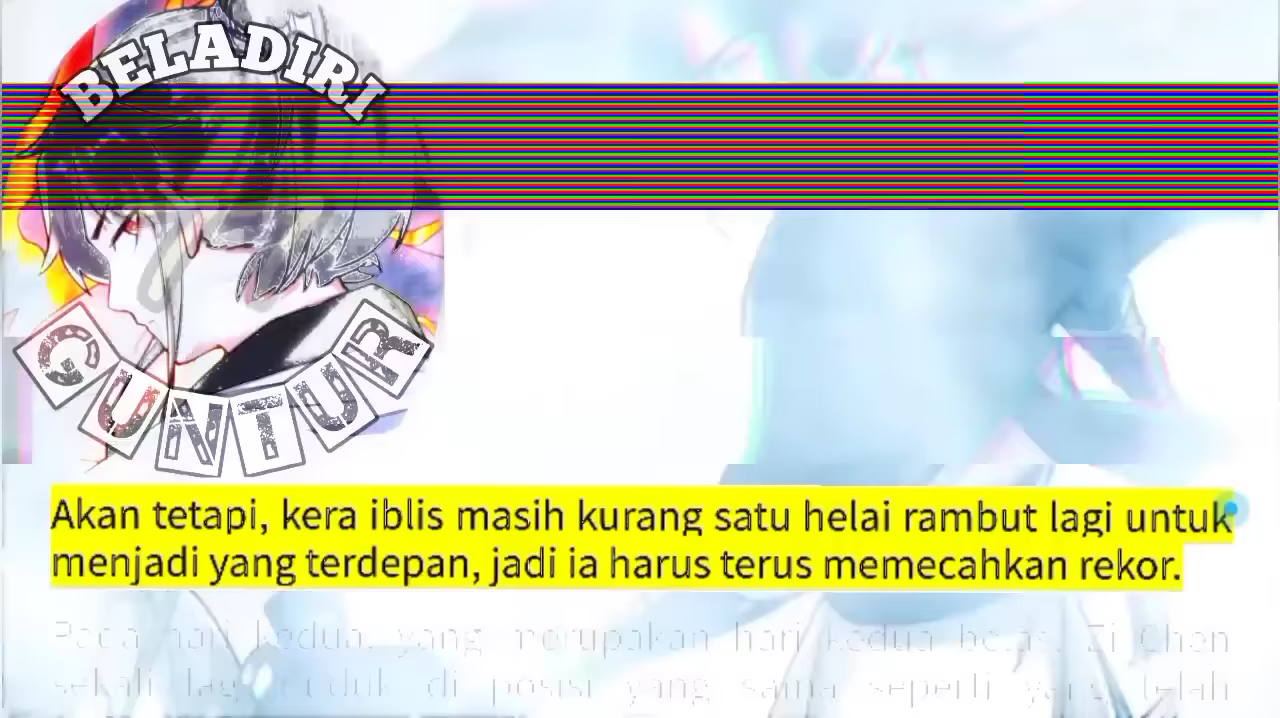 BELADIRI
GUNTUR
Akan tetapi, kera iblis masih kurang satu helai rambut lagi untuk
menjadi yang terdepan, jadi ia harus terus memecahkan rekor.
Pada hari kedua, yang merupakan hari kedua belas, Zi Chen
sekali lagi duduk di posisi yang sama seperti yang telah